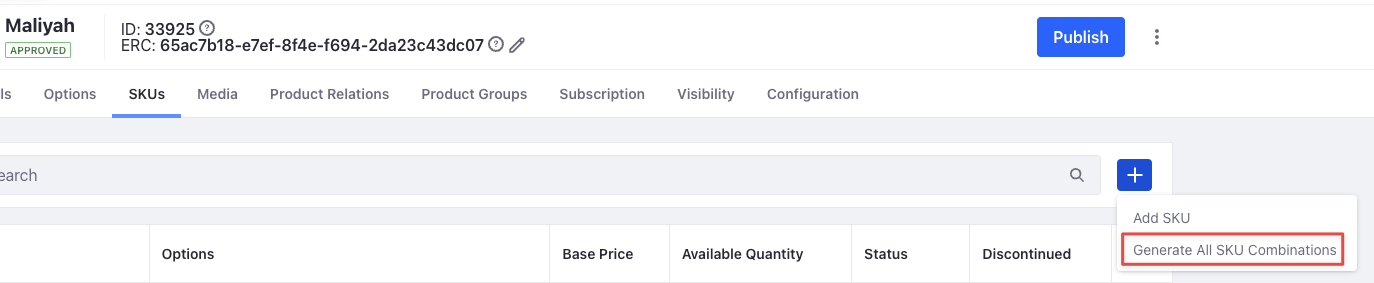 Maliyah
APPROVED
ID: 33925
ERC: 65ac7b18-e7ef-8f4e-f694-2da23c43dc07
Publish
ls Options SKUs Media Product Relations Product Groups Subscription Visibility Configuration
earch
Add SKU
Generate All SKU Combinations
Options Base Price Available Quantity Status Discontinued